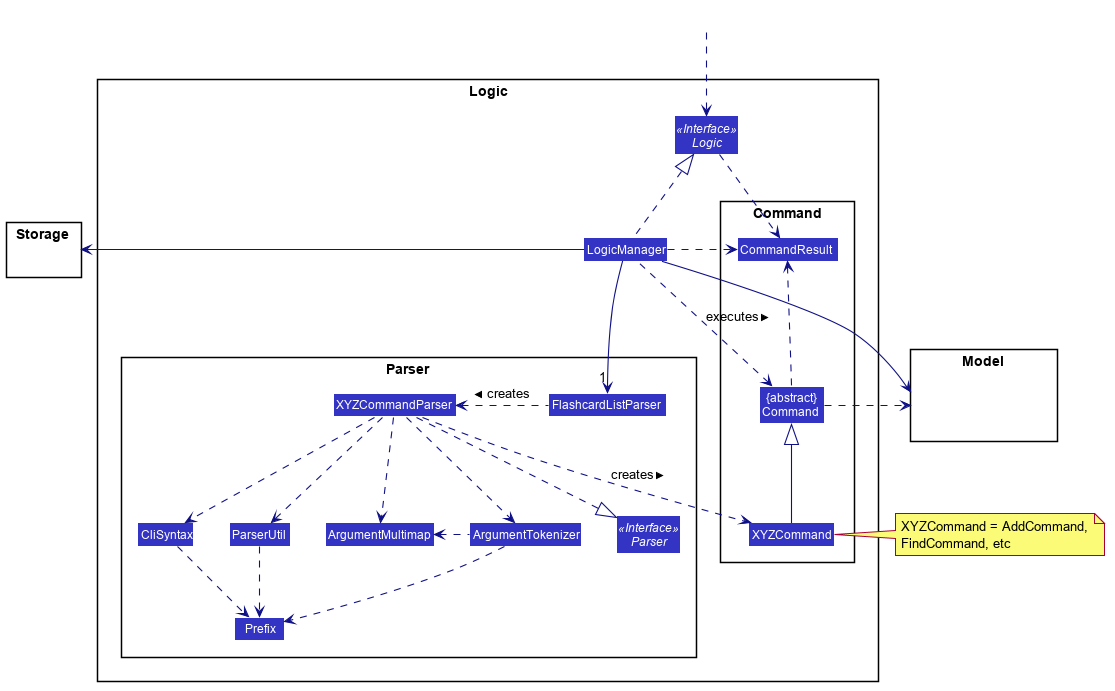 Logic
«Interface»
Logic
Storage
Command
LogicManager
CommandResult
executes ►
Model
Parser
1
◄ creates
XYZCommandParser
FlashcardListParser
{abstract}
Command
creates ►
CliSyntax
ParserUtil
ArgumentMultimap
ArgumentTokenizer
«Interface»
Parser
XYZCommand
XYZCommand = AddCommand,
FindCommand, etc
Prefix